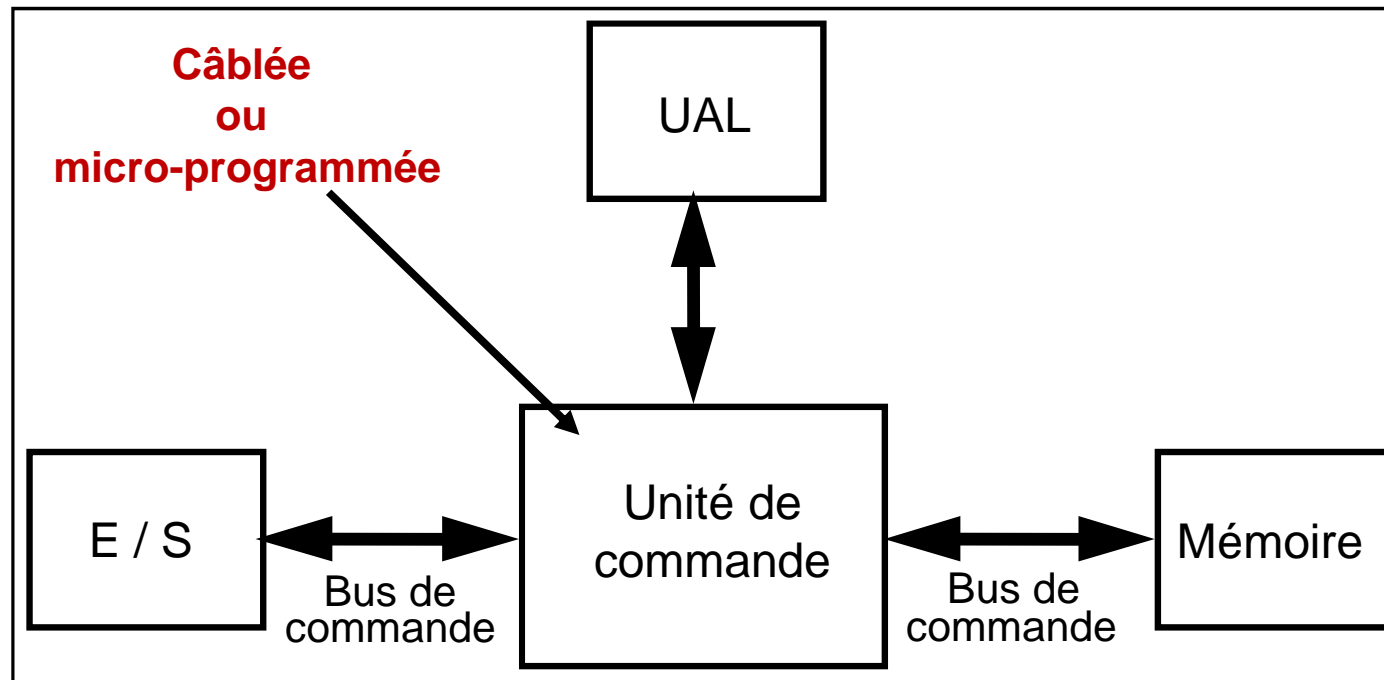 Câblée
ou
micro-programmée
UAL
E / S
Bus de
commande
Unité de
commande
Bus de
commande
Mémoire